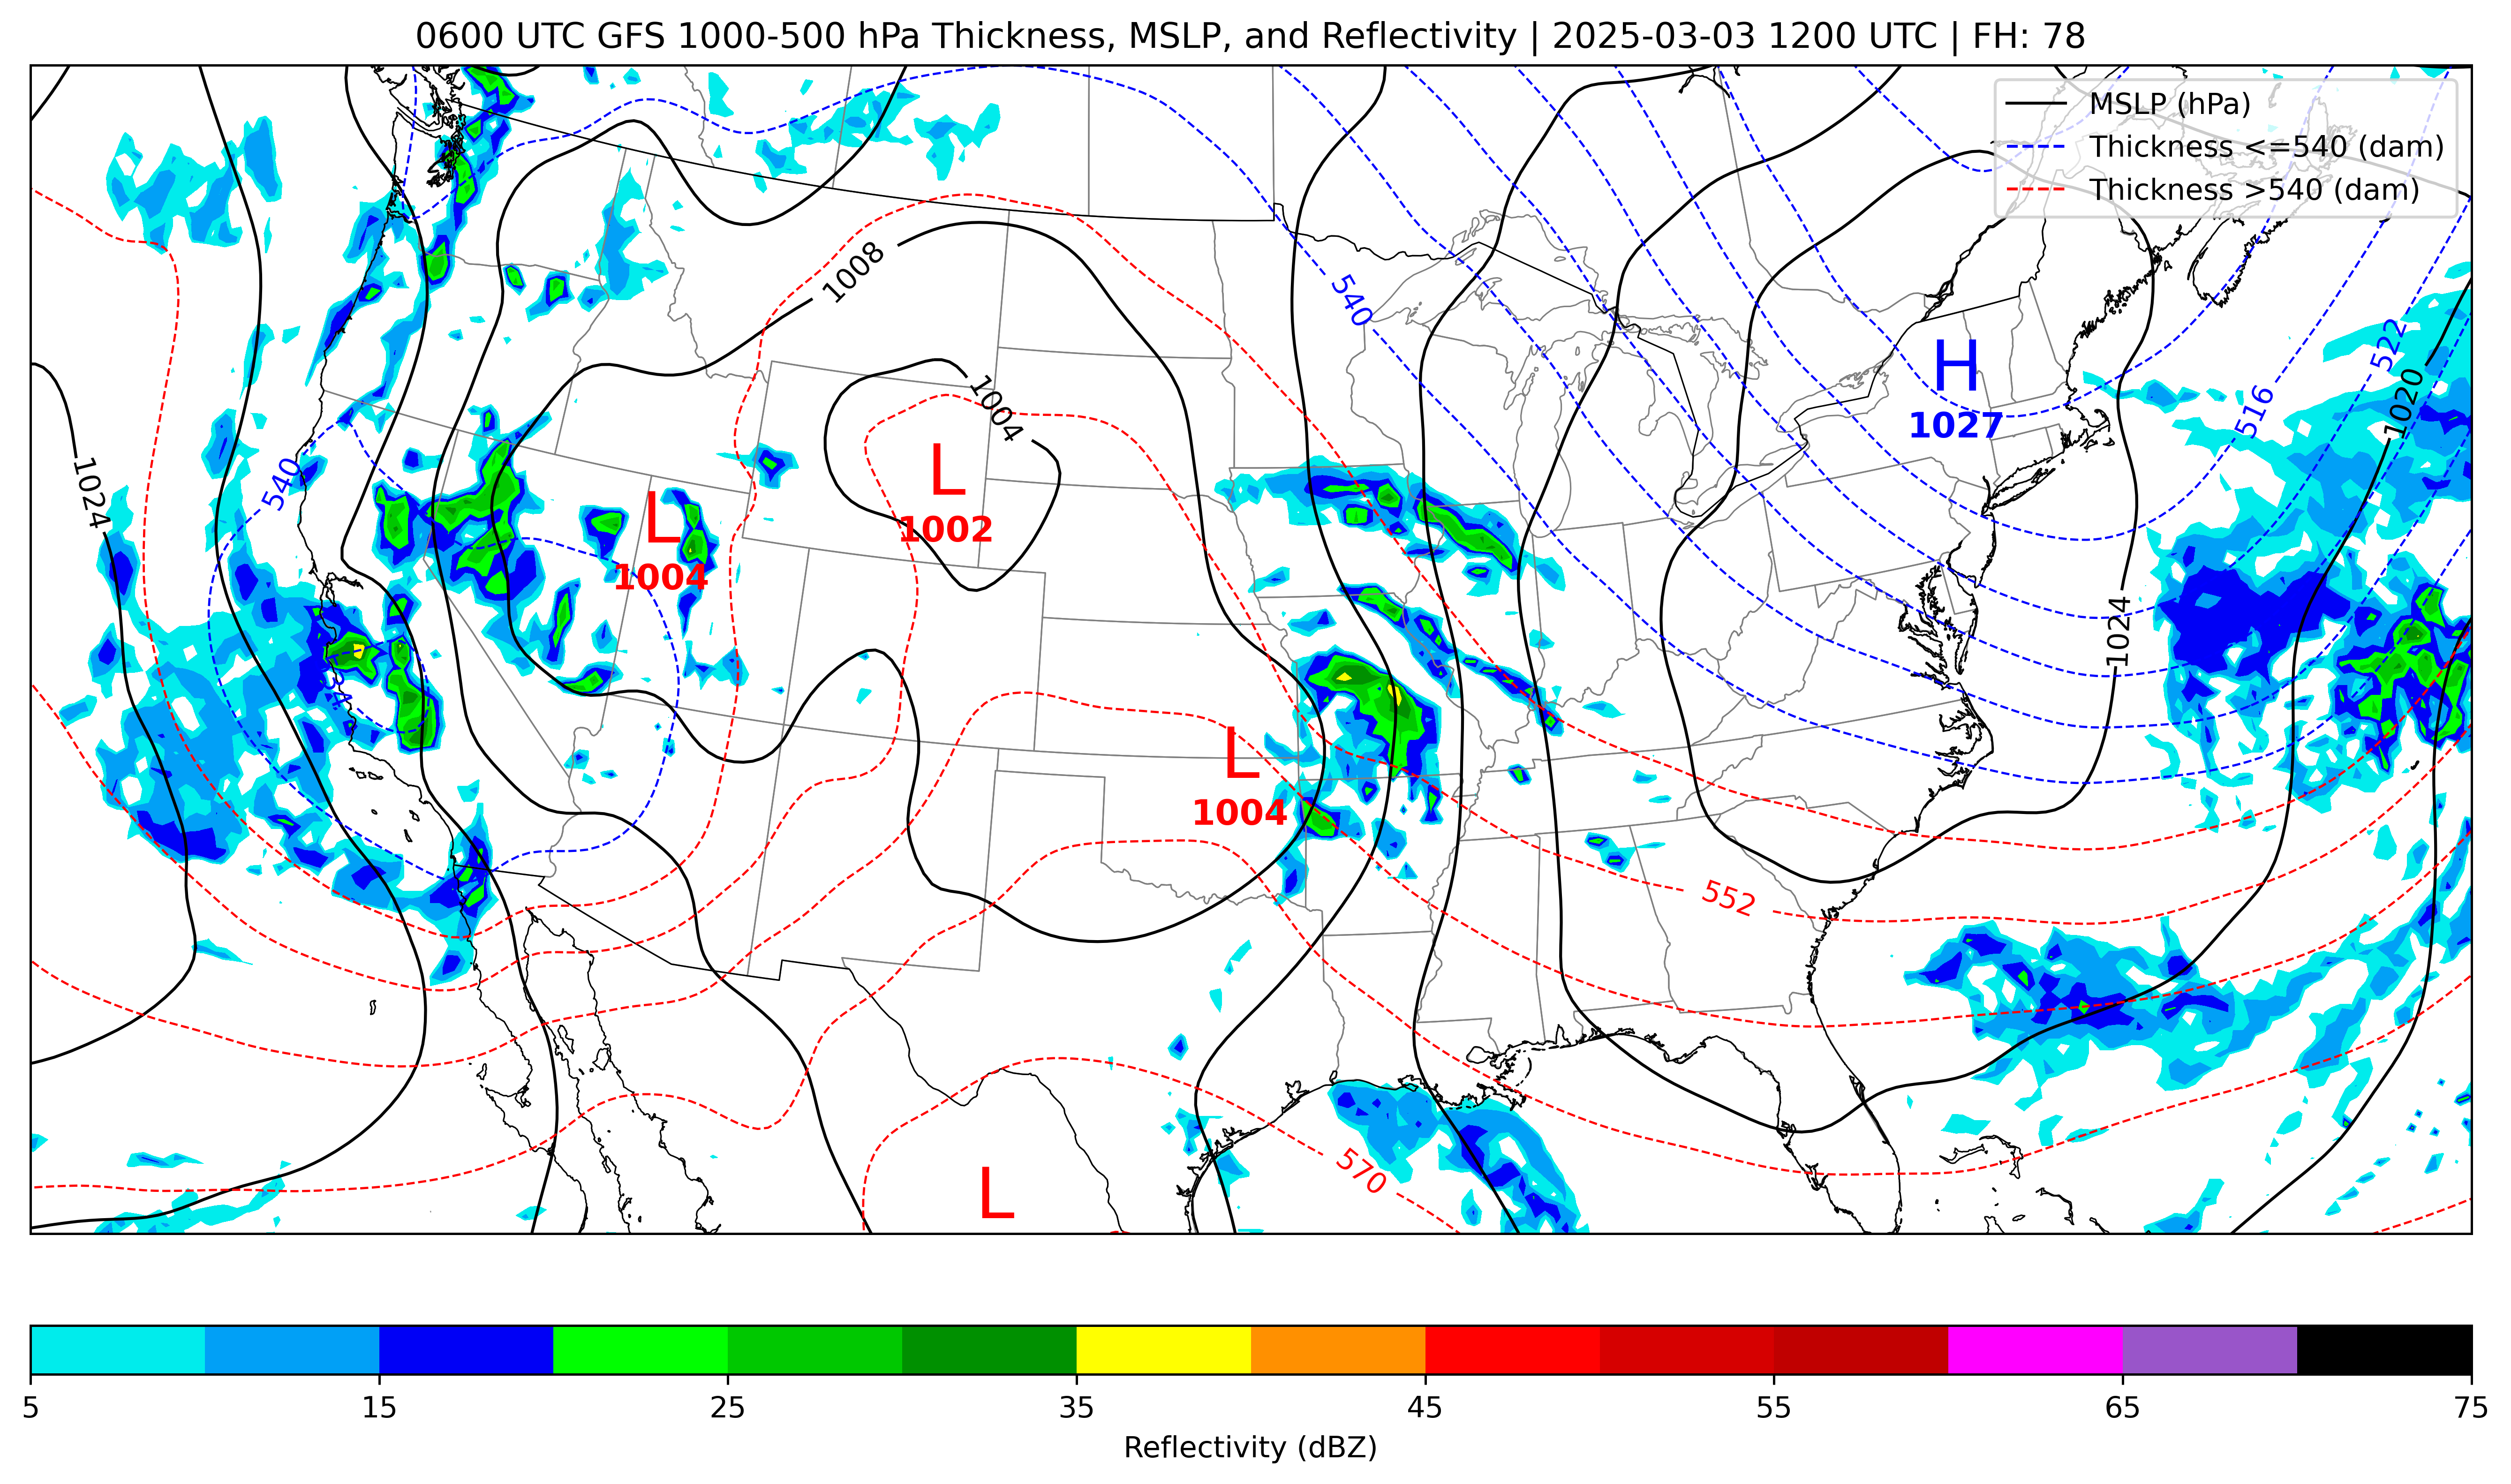 0600 UTC GFS 1000-500 hPa Thickness, MSLP, and Reflectivity | 2025-03-03 1200 UTC | FH: 78
MSLP (hPa)
Thickness <=540 (dam)
Thickness >540 (dam)
1008
540
522
H
1027
1004
1020
516
L
1002
1024
540
L
1004
1024
534
L
1004
552
570
L
5 15 25 35 45 55 65 75
Reflectivity (dBZ)